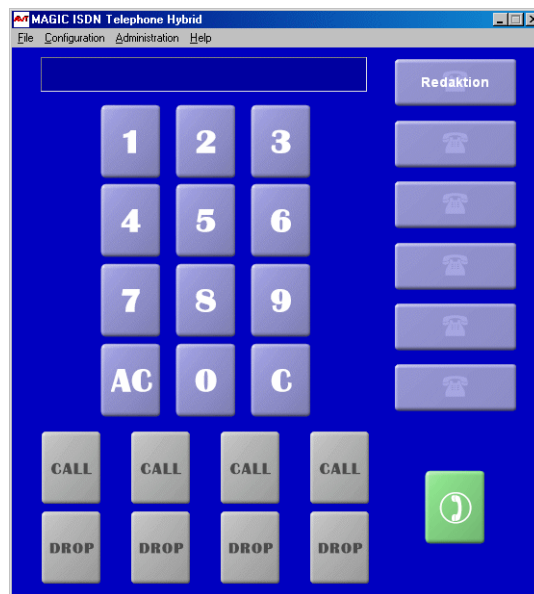 AVT MAGIC ISDN Telephone Hybrid
File Configuration Administration Help
Redaktion
1 2 3
4 5 6
7 8 9
AC 0 C
CALL CALL CALL CALL
DROP DROP DROP DROP